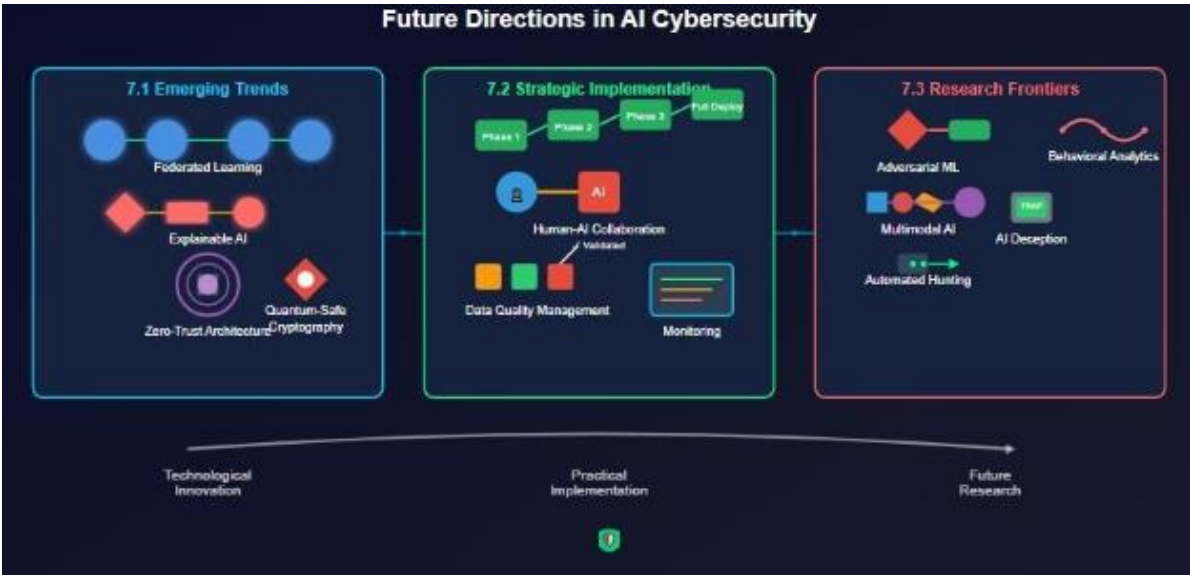 Future Directions in AI Cybersecurity
7.1 Emerging Trends
Federated Learning
Explainable AI
Zero-Trust Architecture
Quantum-Safe
Cryptography
7.2 Strategic Implementation
Phase 1
Phase 2
Phase 3
Full Deploy
AI
Human-AI Collaboration
Validated
Data Quality Management
Monitoring
7.3 Research Frontiers
Adversarial ML
Behavioral Analytics
Multimodal AI
TRAP
AI Deception
Automated Hunting
Technological
Innovation
Practical
Implementation
Future
Research